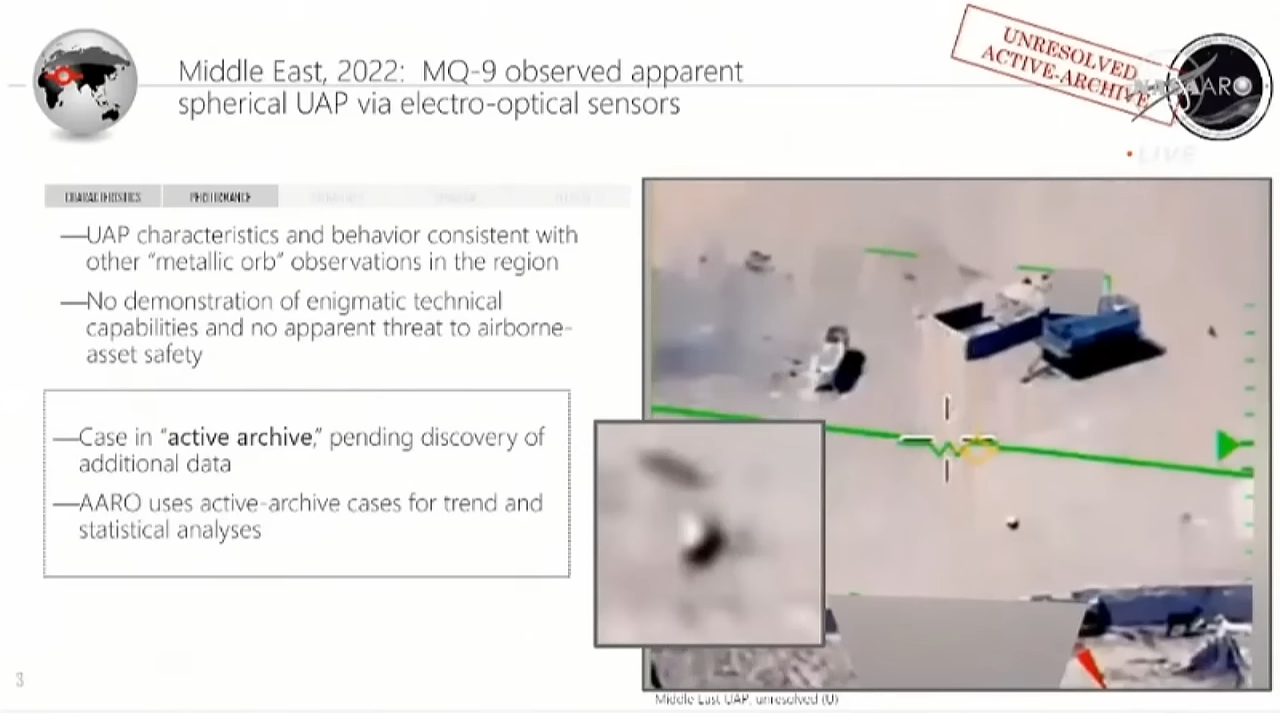 Middle East, 2022: MQ-9 observed apparent
spherical UAP via electro-optical sensors
UNRESOLVED
ACTIVE-ARCHIVE
NASA
AARO
LIVE
CHARACTERISTICS
PERFORMANCE
—UAP characteristics and behavior consistent with
other “metallic orb” observations in the region
—No demonstration of enigmatic technical
capabilities and no apparent threat to airborne-
asset safety
—Case in “active archive,” pending discovery of
additional data
—AARO uses active-archive cases for trend and
statistical analyses
3
Middle East UAP, unresolved (U)